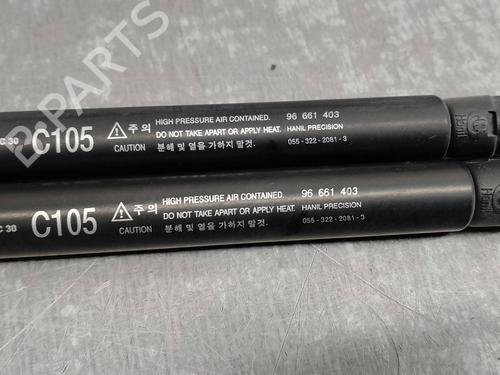 B-PARTS
C 30 C105 주의 HIGH PRESSURE AIR CONTAINED. 96 661 403
DO NOT TAKE APART OR APPLY HEAT. HANIL PRECISION
CAUTION 분해 및 열을 가하지 말것. 055-322-2081-3
C 30 C105 주의 HIGH PRESSURE AIR CONTAINED. 96 661 403
DO NOT TAKE APART OR APPLY HEAT. HANIL PRECISION
CAUTION 분해 및 열을 가하지 말것. 055-322-2081-3